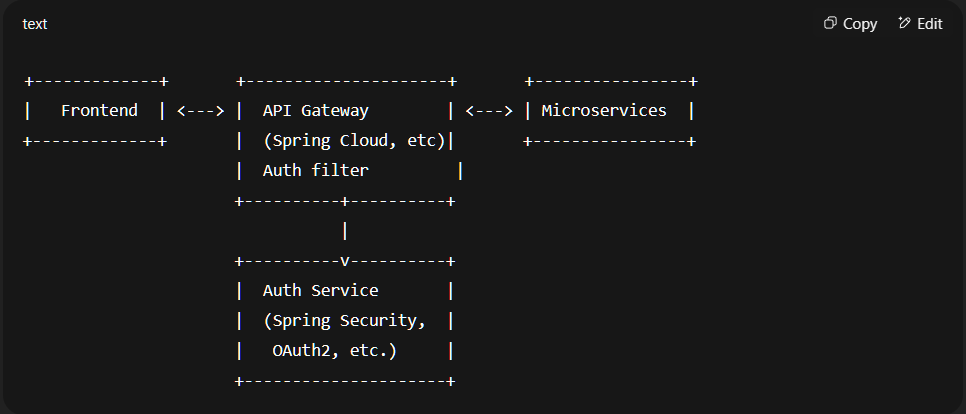 text Copy Edit
+-------------+       +---------------------+       +----------------+
|   Frontend  | <---> |  API Gateway        | <---> | Microservices  |
+-------------+       |  (Spring Cloud, etc)|       +----------------+
                      |  Auth filter         |
                      +----------+----------+
                                 |
                      +----------v----------+
                      |  Auth Service       |
                      |  (Spring Security,  |
                      |   OAuth2, etc.)     |
                      +---------------------+